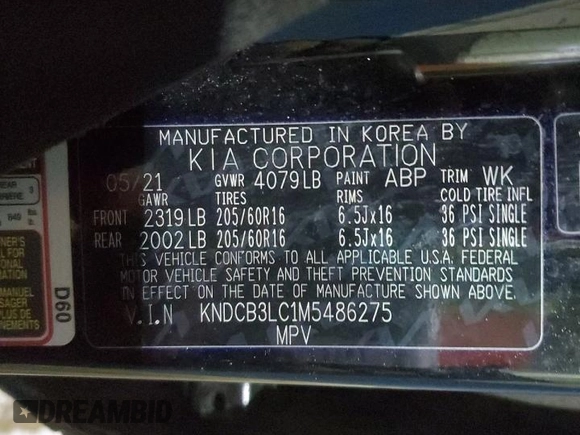 MANUFACTURED IN KOREA BY
KIA CORPORATION
05/21 GVWR 4079LB PAINT ABP TRIM WK
GAWR TIRES RIMS COLD TIRE INFL
FRONT 2319LB 205/60R16 6.5Jx16 36 PSI SINGLE
REAR 2002LB 205/60R16 6.5Jx16 36 PSI SINGLE
THIS VEHICLE CONFORMS TO ALL APPLICABLE U.S.A. FEDERAL
MOTOR VEHICLE SAFETY AND THEFT PREVENTION STANDARDS
IN EFFECT ON THE DATE OF MANUFACTURE SHOWN ABOVE.
V.I.N KNDCB3LC1M5486275
MPV
D60
DREAMBID